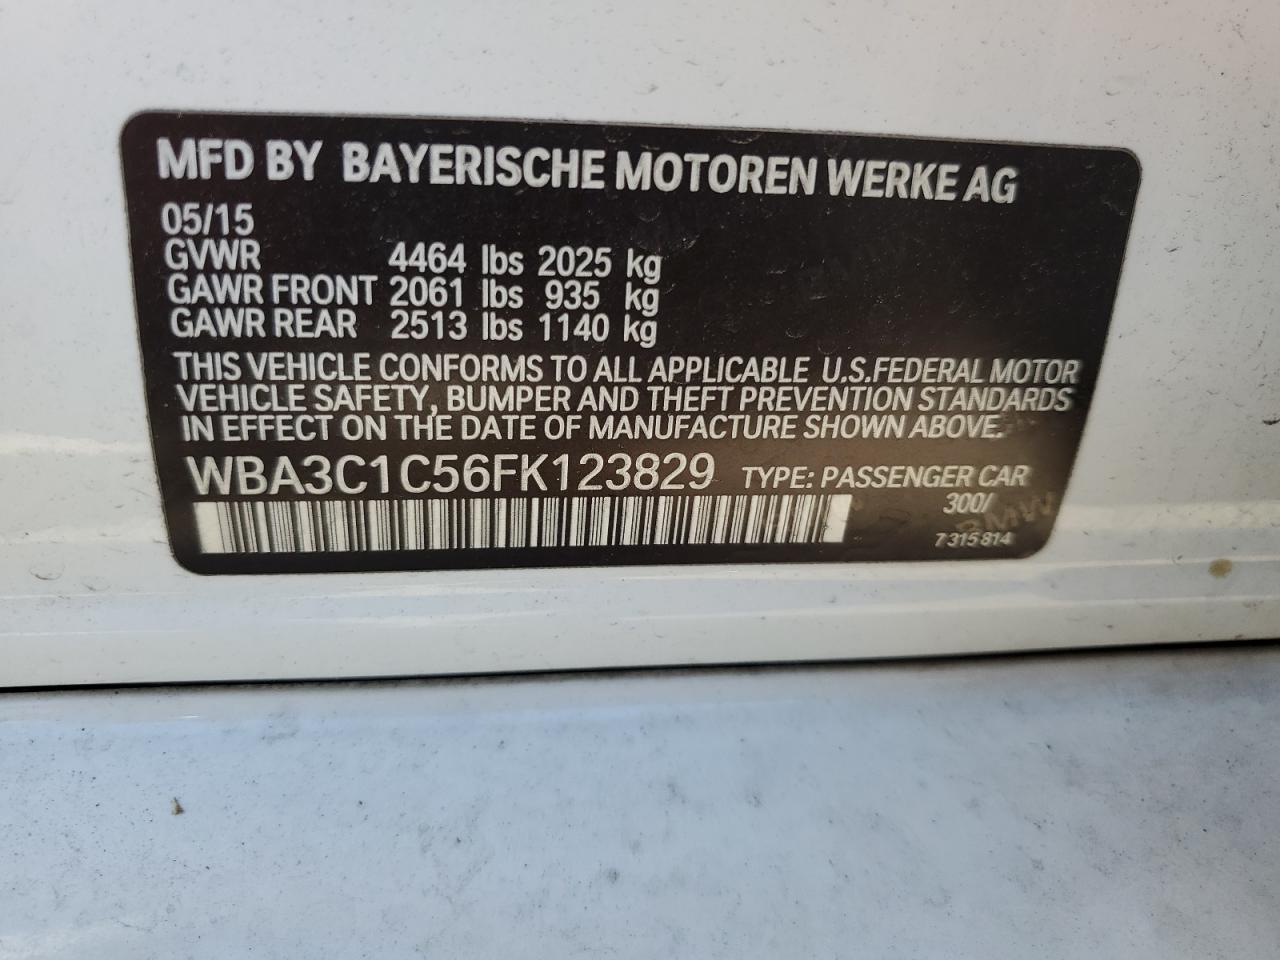 MFD BY BAYERISCHE MOTOREN WERKE AG
05/15
GVWR 4464 lbs 2025 kg
GAWR FRONT 2061 lbs 935 kg
GAWR REAR 2513 lbs 1140 kg
THIS VEHICLE CONFORMS TO ALL APPLICABLE U.S.FEDERAL MOTOR
VEHICLE SAFETY, BUMPER AND THEFT PREVENTION STANDARDS
IN EFFECT ON THE DATE OF MANUFACTURE SHOWN ABOVE.
WBA3C1C56FK123829 TYPE: PASSENGER CAR
300/
BMW
7 315 814